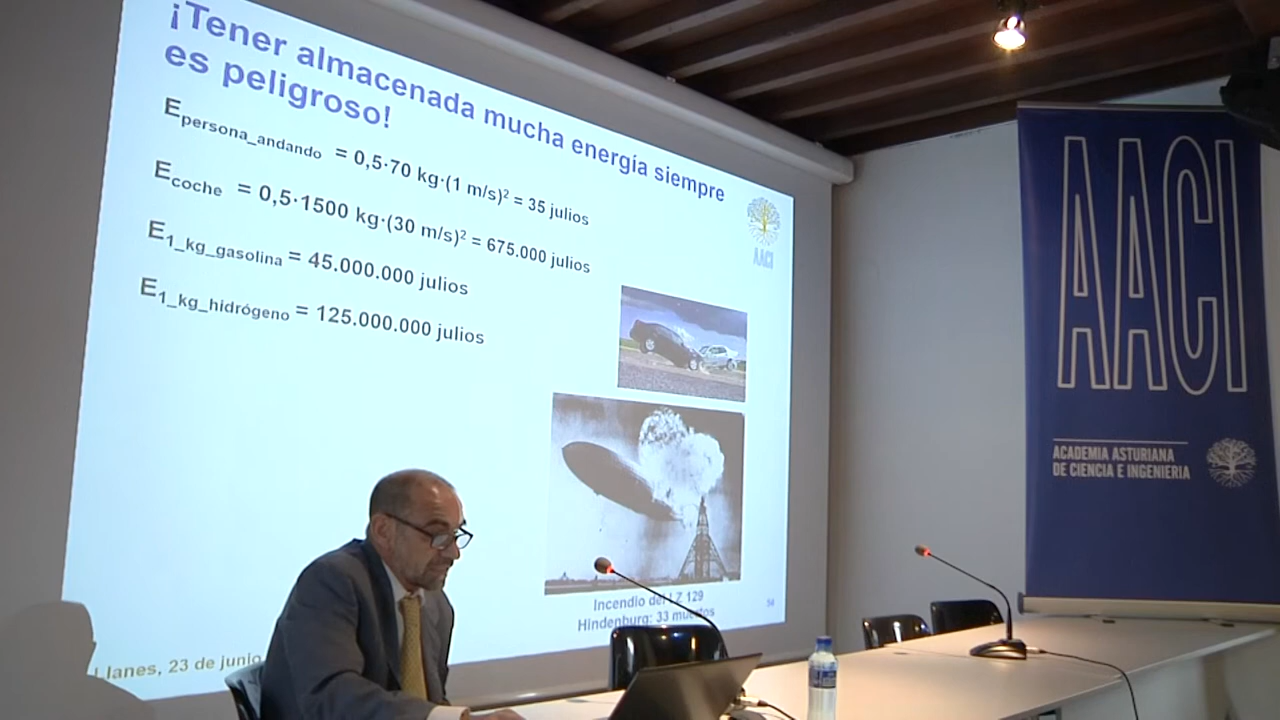 ¡Tener almacenada mucha energía siempre
es peligroso!
Epersona_andando = 0,5·70 kg·(1 m/s)² = 35 julios
Ecoche = 0,5·1500 kg·(30 m/s)² = 675.000 julios
E1_kg_gasolina = 45.000.000 julios
E1_kg_hidrógeno = 125.000.000 julios
AACI
Incendio del LZ 129
Hindenburg: 33 muertos
Llanes, 23 de junio
AACI
ACADEMIA ASTURIANA
DE CIENCIA E INGENIERIA